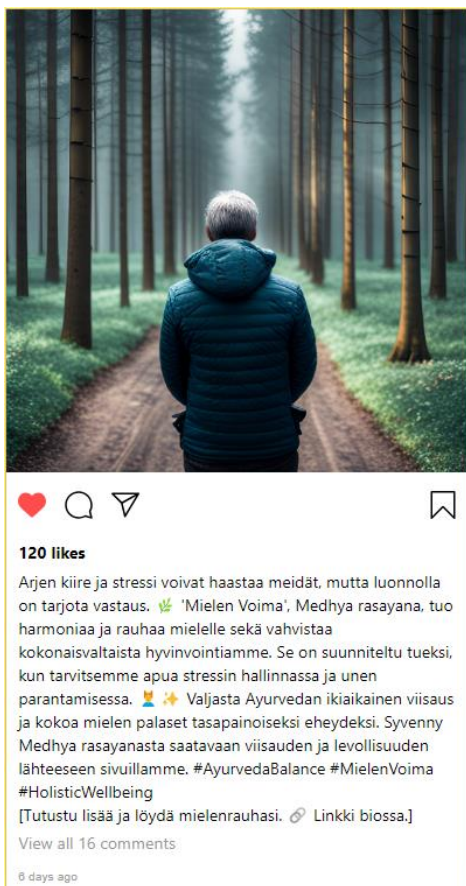 120 likes
Arjen kiire ja stressi voivat haastaa meidät, mutta luonnolla
on tarjota vastaus. 🌿 'Mielen Voima', Medhya rasayana, tuo
harmoniaa ja rauhaa mielelle sekä vahvistaa
kokonaisvaltaista hyvinvointiamme. Se on suunniteltu tueksi,
kun tarvitsemme apua stressin hallinnassa ja unen
parantamisessa. 💆 ✨ Valjasta Ayurvedan ikiaikainen viisaus
ja kokoa mielen palaset tasapainoiseksi eheydeksi. Syvenny
Medhya rasayanasta saatavaan viisauden ja levollisuuden
lähteeseen sivuillamme. #AyurvedaBalance #MielenVoima
#HolisticWellbeing
[Tutustu lisää ja löydä mielenrauhasi. 🔗 Linkki biossa.]
View all 16 comments
6 days ago